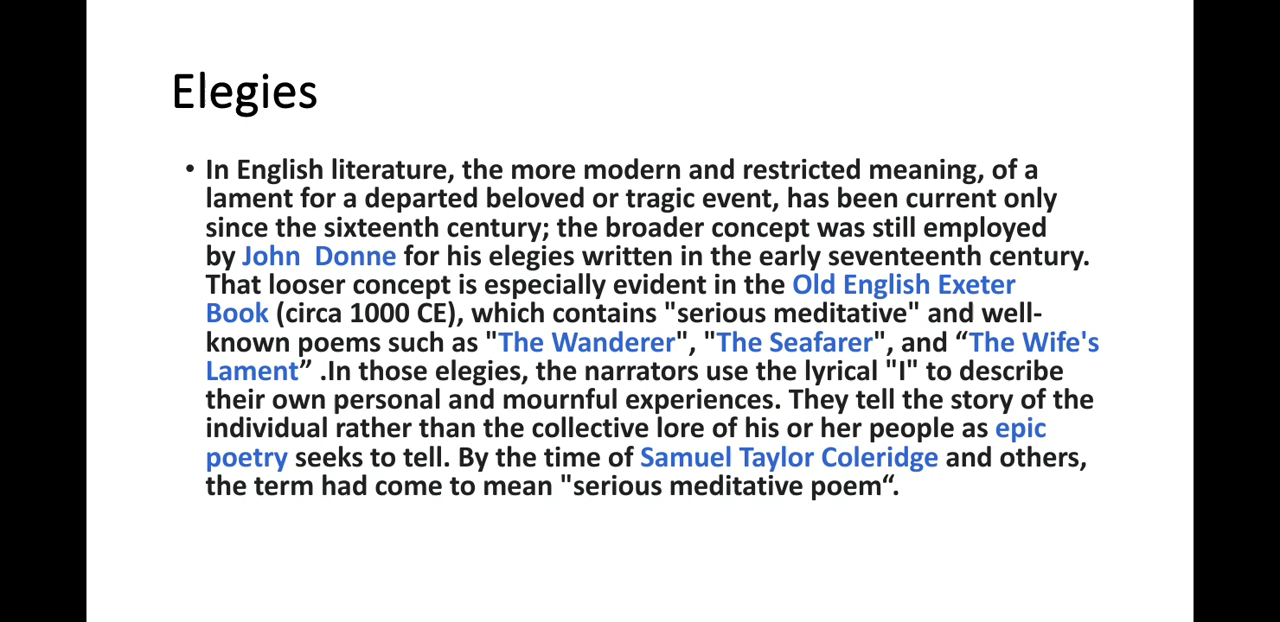 Elegies
• In English literature, the more modern and restricted meaning, of a
lament for a departed beloved or tragic event, has been current only
since the sixteenth century; the broader concept was still employed
by John  Donne for his elegies written in the early seventeenth century.
That looser concept is especially evident in the Old English Exeter
Book (circa 1000 CE), which contains "serious meditative" and well-
known poems such as "The Wanderer", "The Seafarer", and “The Wife's
Lament” .In those elegies, the narrators use the lyrical "I" to describe
their own personal and mournful experiences. They tell the story of the
individual rather than the collective lore of his or her people as epic
poetry seeks to tell. By the time of Samuel Taylor Coleridge and others,
the term had come to mean "serious meditative poem“.